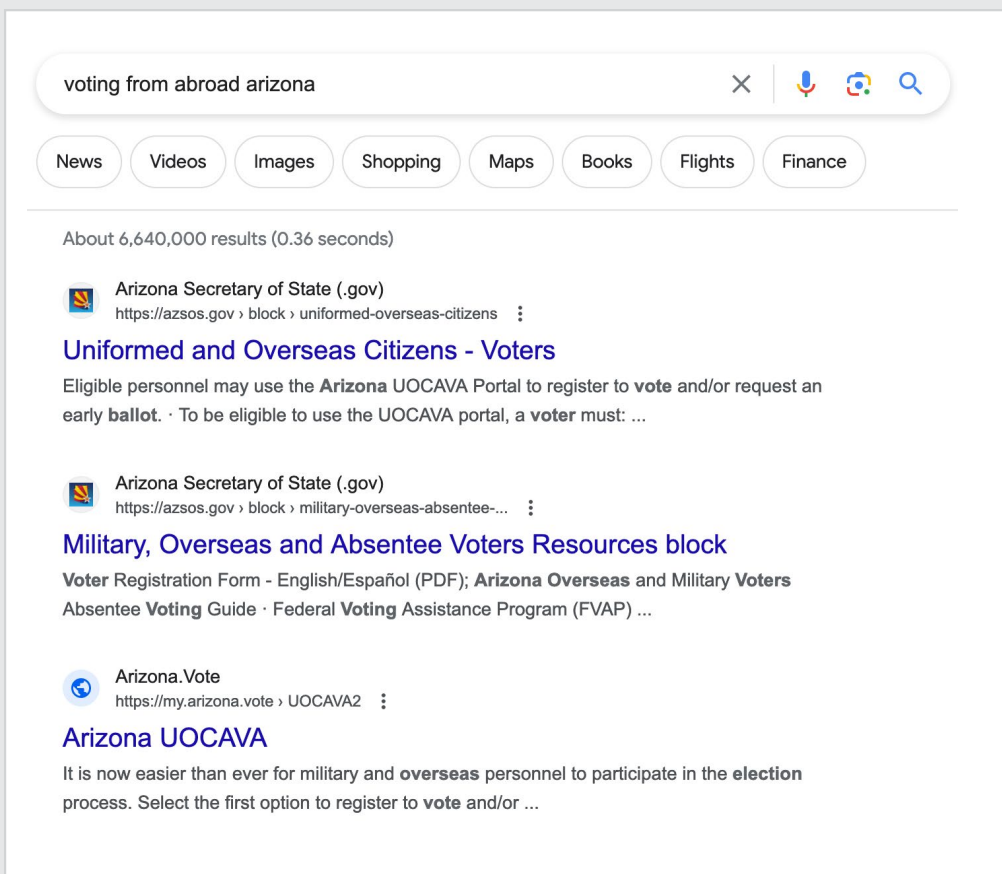 voting from abroad arizona
News Videos Images Shopping Maps Books Flights Finance
About 6,640,000 results (0.36 seconds)
Arizona Secretary of State (.gov)
https://azsos.gov › block › uniformed-overseas-citizens
Uniformed and Overseas Citizens - Voters
Eligible personnel may use the Arizona UOCAVA Portal to register to vote and/or request an
early ballot. · To be eligible to use the UOCAVA portal, a voter must: ...
Arizona Secretary of State (.gov)
https://azsos.gov › block › military-overseas-absentee-...
Military, Overseas and Absentee Voters Resources block
Voter Registration Form - English/Español (PDF); Arizona Overseas and Military Voters
Absentee Voting Guide · Federal Voting Assistance Program (FVAP) ...
Arizona.Vote
https://my.arizona.vote › UOCAVA2
Arizona UOCAVA
It is now easier than ever for military and overseas personnel to participate in the election
process. Select the first option to register to vote and/or ...